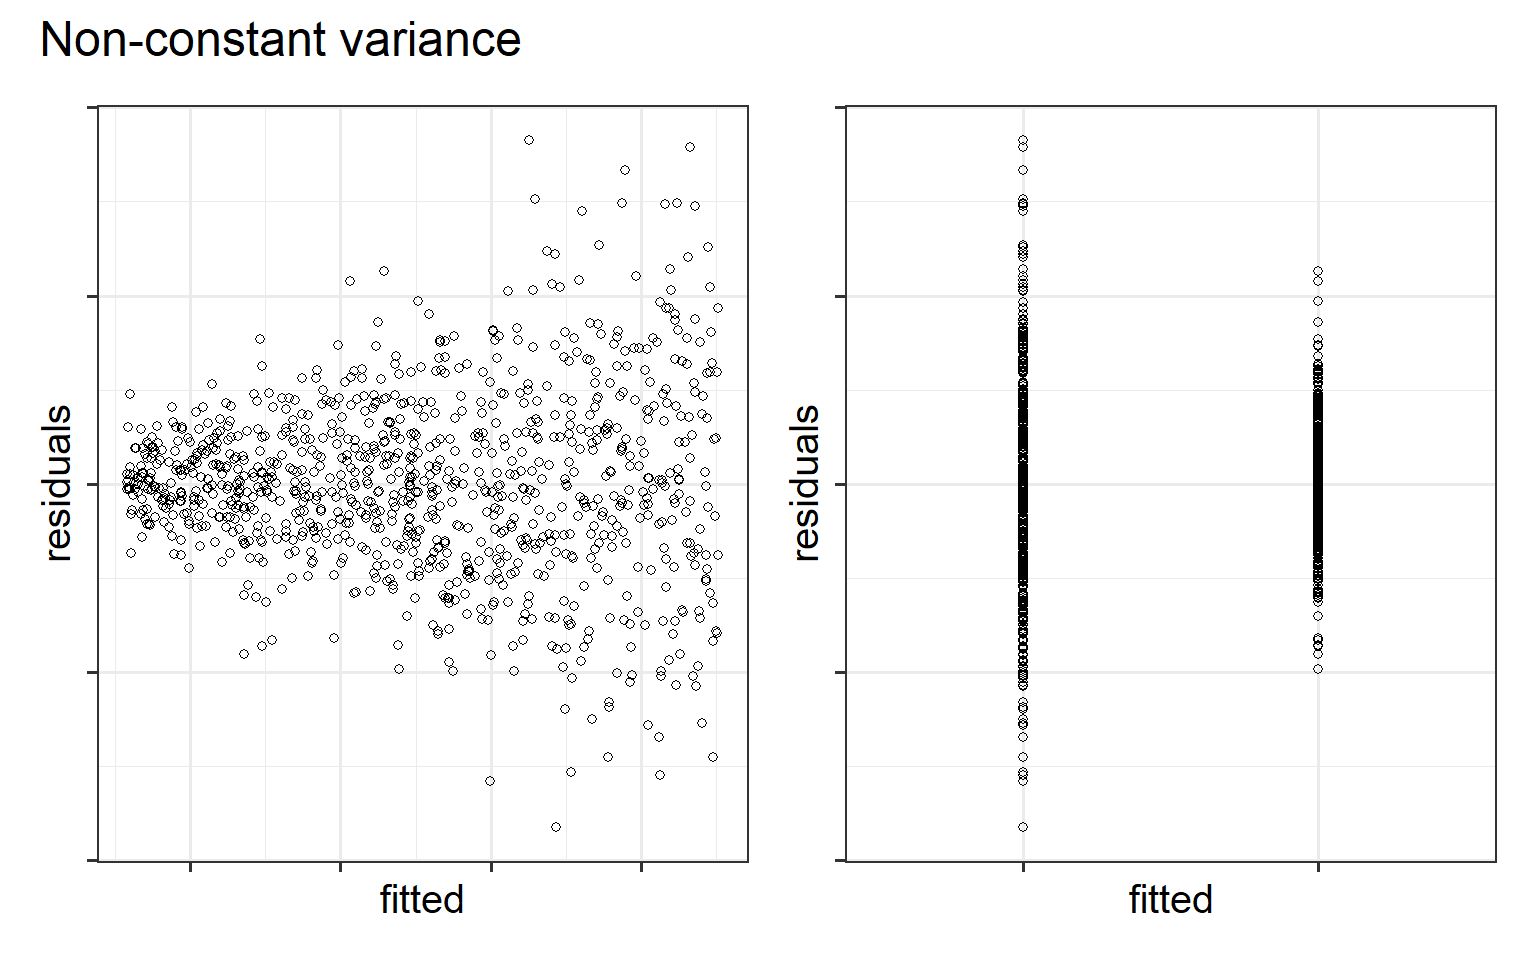 Non-constant variance
residuals
fitted
residuals
fitted